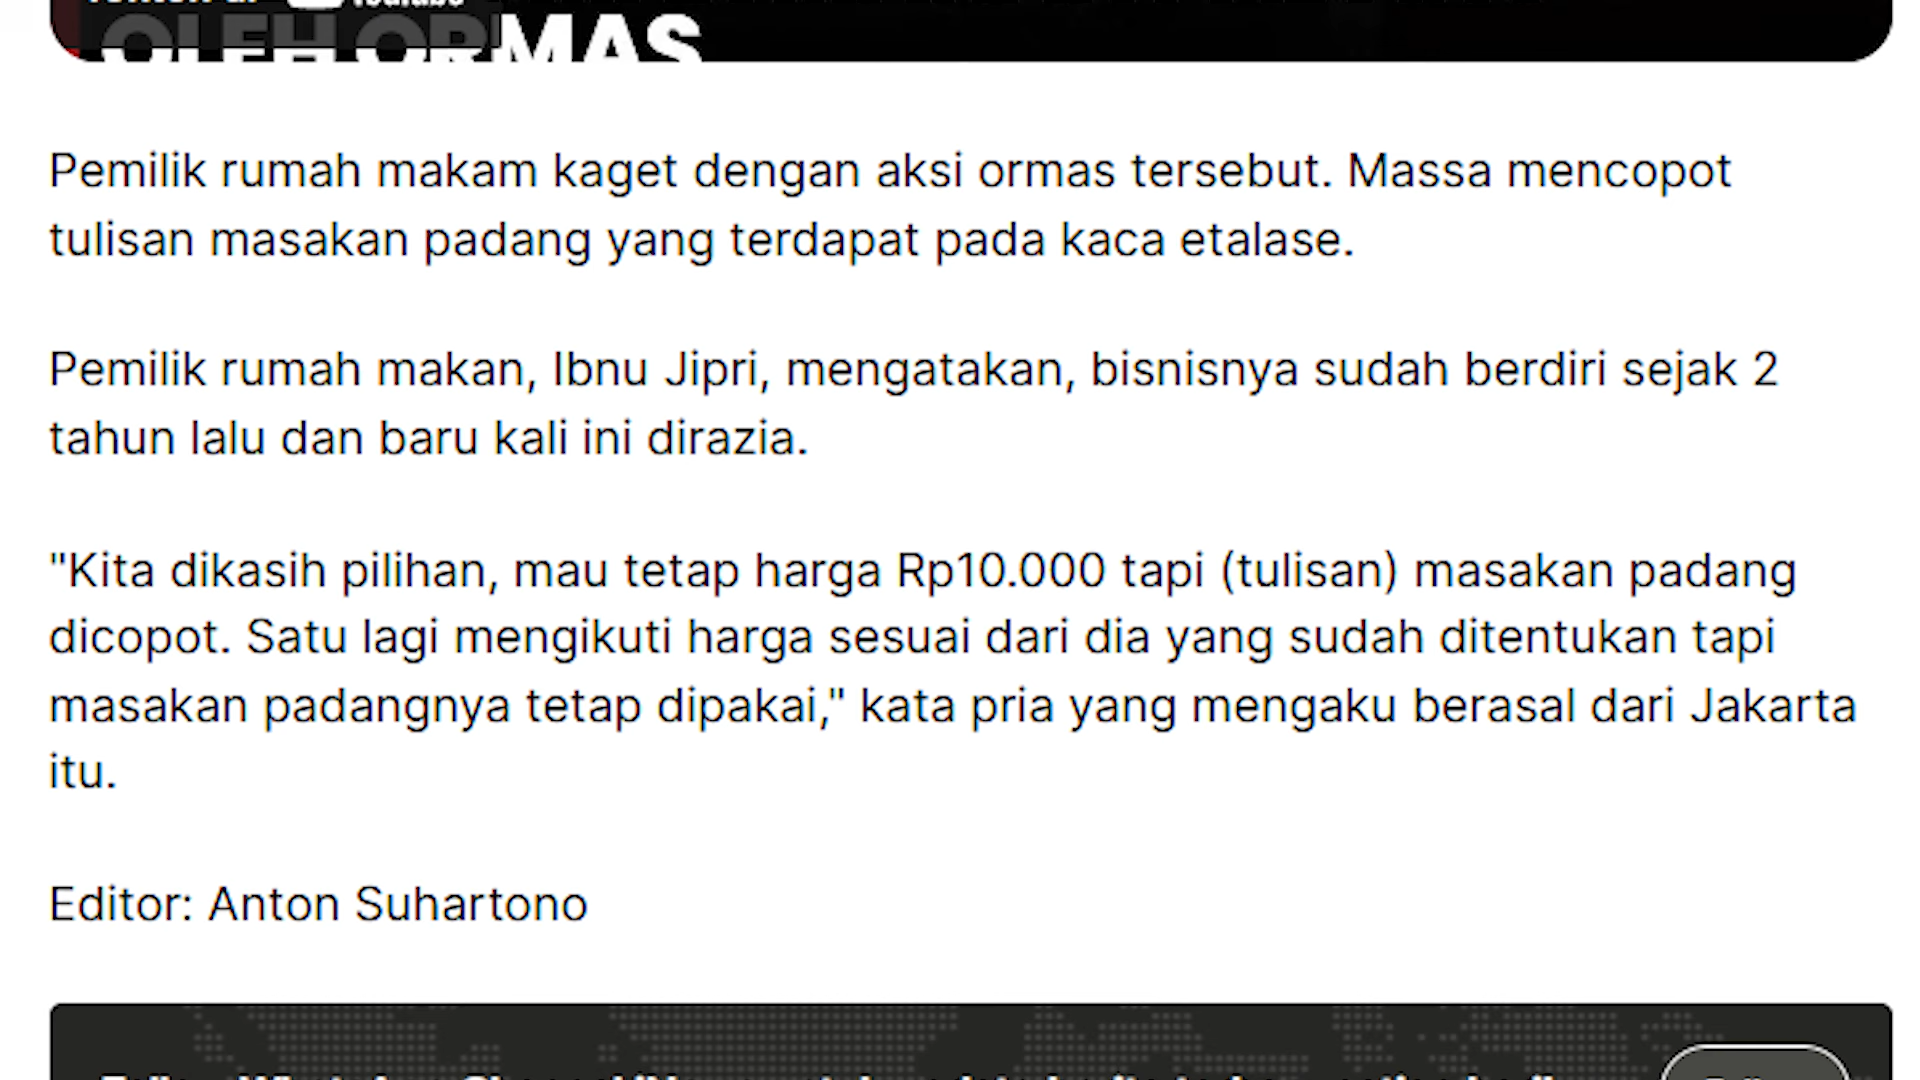 OLEH ORMAS
Pemilik rumah makam kaget dengan aksi ormas tersebut. Massa mencopot
tulisan masakan padang yang terdapat pada kaca etalase.
Pemilik rumah makan, Ibnu Jipri, mengatakan, bisnisnya sudah berdiri sejak 2
tahun lalu dan baru kali ini dirazia.
"Kita dikasih pilihan, mau tetap harga Rp10.000 tapi (tulisan) masakan padang
dicopot. Satu lagi mengikuti harga sesuai dari dia yang sudah ditentukan tapi
masakan padangnya tetap dipakai," kata pria yang mengaku berasal dari Jakarta
itu.
Editor: Anton Suhartono